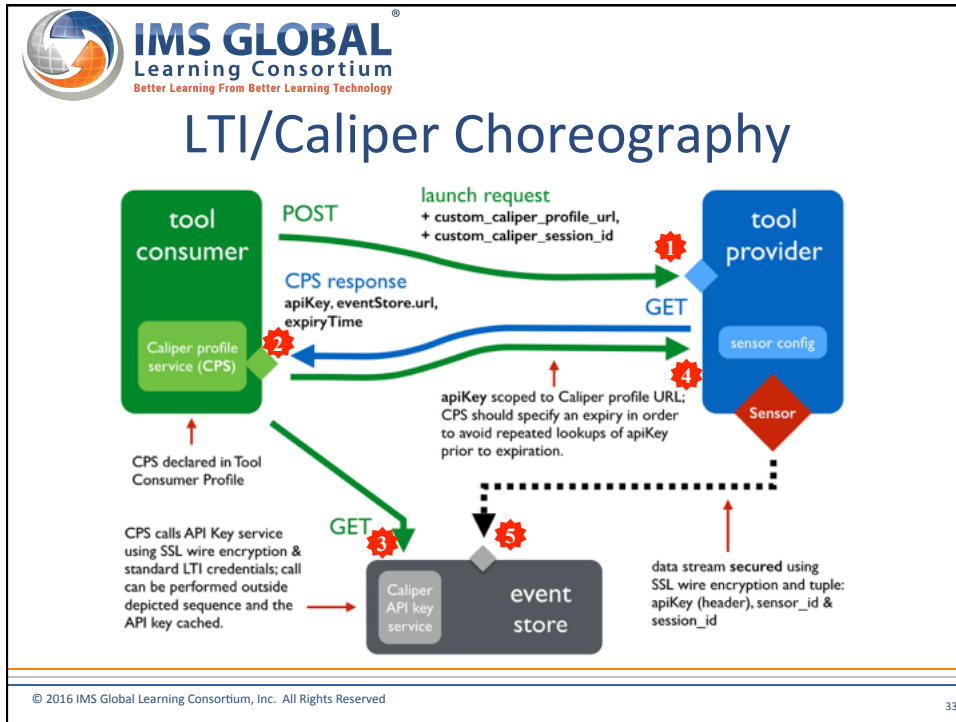 IMS GLOBAL®
Learning Consortium
Better Learning From Better Learning Technology
LTI/Caliper Choreography
tool
consumer
POST
launch request
+ custom_caliper_profile_url,
+ custom_caliper_session_id
1
tool
provider
CPS response
apiKey, eventStore.url,
expiryTime
GET
Caliper profile
service (CPS)
2
sensor config
4
Sensor
apiKey scoped to Caliper profile URL;
CPS should specify an expiry in order
to avoid repeated lookups of apiKey
prior to expiration.
CPS declared in Tool
Consumer Profile
CPS calls API Key service
using SSL wire encryption &
standard LTI credentials; call
can be performed outside
depicted sequence and the
API key cached.
GET
3
5
Caliper
API key
service
event
store
data stream secured using
SSL wire encryption and tuple:
apiKey (header), sensor_id &
session_id
© 2016 IMS Global Learning Consortium, Inc. All Rights Reserved
33